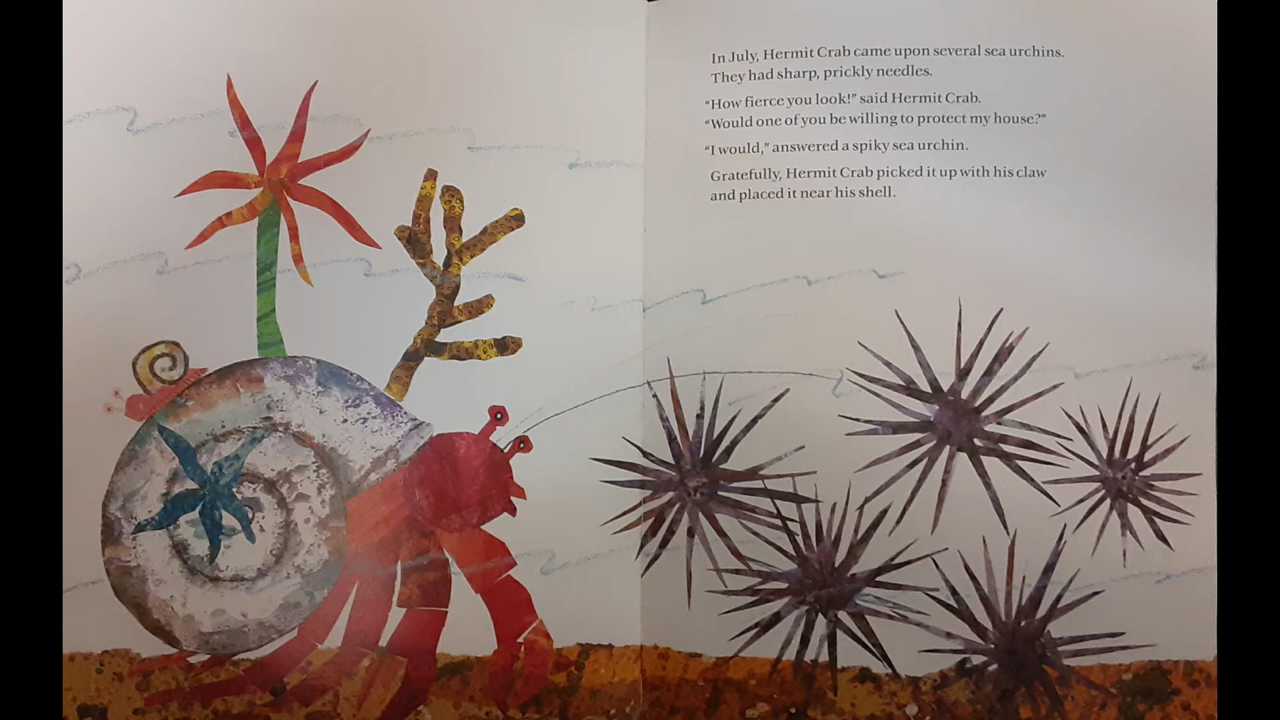 In July, Hermit Crab came upon several sea urchins.
They had sharp, prickly needles.
“How fierce you look!” said Hermit Crab.
“Would one of you be willing to protect my house?”
“I would,” answered a spiky sea urchin.
Gratefully, Hermit Crab picked it up with his claw
and placed it near his shell.